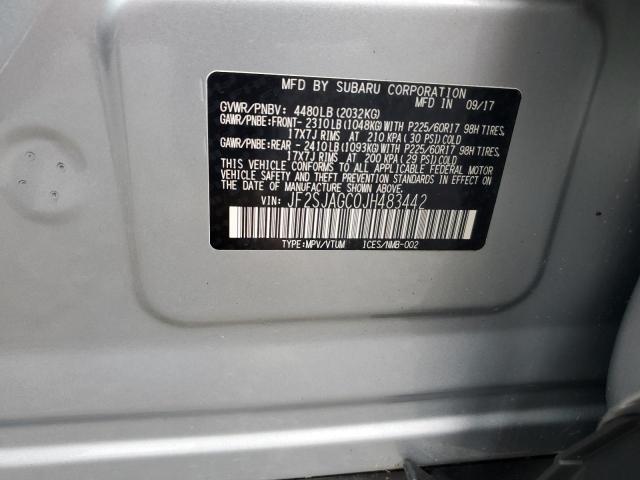 MFD BY SUBARU CORPORATION
09/17
GVWR/PNBV: 4480LB(2032KG)
GAWR/PNBE:FRONT-2310LB(1048KG)WITH P225/60R17 98H TIRES,
17X7J RIMS AT 210 KPA(30 PSI)COLD
GAWR/PNBE:REAR -2410LB(1093KG)WITH P225/60R17 98H TIRES,
17X7J RIMS AT 200 KPA(29 PSI)COLD
THIS VEHICLE CONFORMS TO ALL APPLICABLE FEDERAL MOTOR
VEHICLE SAFETY, BUMPER, AND THEFT PREVENTION STANDARDS
IN EFFECT ON THE DATE OF MANUFACTURE SHOWN ABOVE.
VIN: JF2SJAGC0JH483442
TYPE:MPV/VTUM ICES/NMB-002